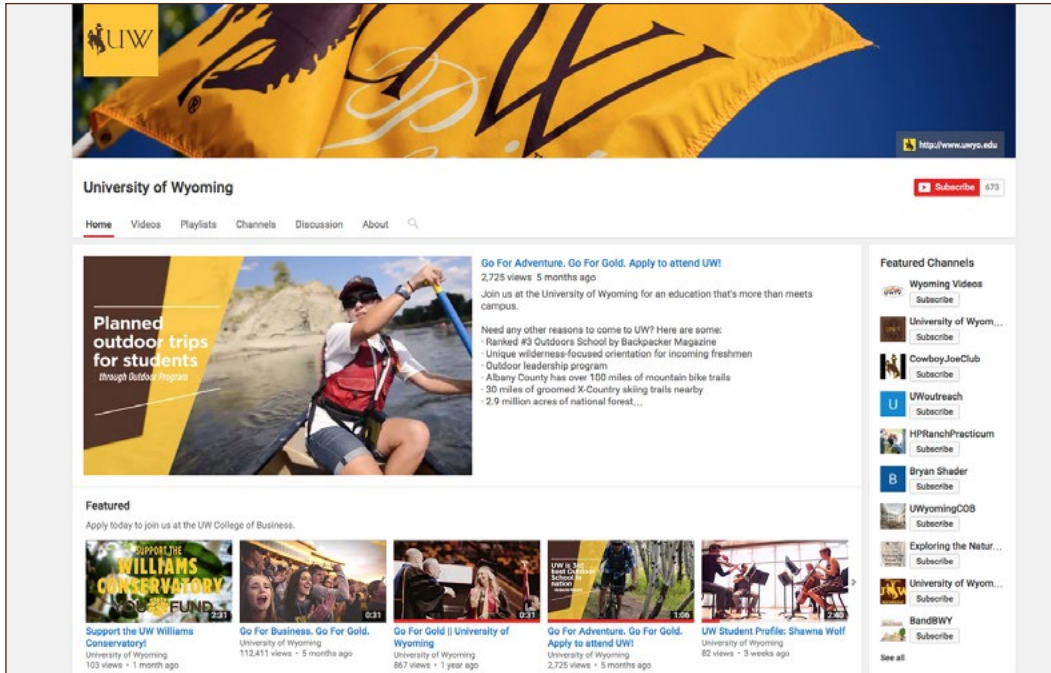 UW
®
http://www.uwyo.edu
University of Wyoming
Subscribe 673
Home Videos Playlists Channels Discussion About
Planned
outdoor trips
for students
through Outdoor Program
Go For Adventure. Go For Gold. Apply to attend UW!
2,725 views 5 months ago
Join us at the University of Wyoming for an education that's more than meets
campus.
Need any other reasons to come to UW? Here are some:
· Ranked #3 Outdoors School by Backpacker Magazine
· Unique wilderness-focused orientation for incoming freshmen
· Outdoor leadership program
· Albany County has over 100 miles of mountain bike trails
· 30 miles of groomed X-Country skiing trails nearby
· 2.9 million acres of national forest...
Featured
Apply today to join us at the UW College of Business.
SUPPORT THE
WILLIAMS
CONSERVATORY
YOU FUND
2:31
Support the UW Williams
Conservatory!
University of Wyoming
103 views • 1 month ago
0:31
Go For Business. Go For Gold.
University of Wyoming
112,411 views • 5 months ago
0:31
Go For Gold || University of
Wyoming
University of Wyoming
867 views • 1 year ago
UW is 3rd
best Outdoor
School in
nation
1:06
Go For Adventure. Go For Gold.
Apply to attend UW!
University of Wyoming
2,725 views • 5 months ago
2:40
UW Student Profile: Shawna Wolf
University of Wyoming
82 views • 3 weeks ago
Featured Channels
Wyoming Videos
Subscribe
University of Wyom...
Subscribe
CowboyJoeClub
Subscribe
U
UWoutreach
Subscribe
HPRanchPracticum
Subscribe
B
Bryan Shader
Subscribe
UWyomingCOB
Subscribe
Exploring the Natur...
Subscribe
University of Wyom...
Subscribe
BandBWY
Subscribe
See all